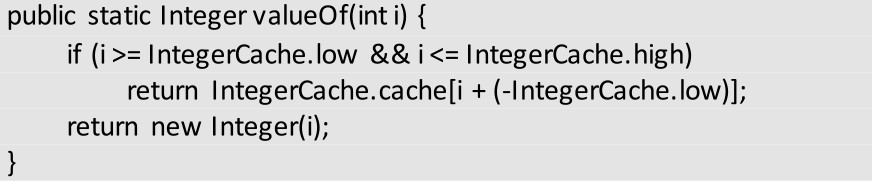 public static Integer valueOf(int i) {
if (i >= IntegerCache.low && i <= IntegerCache.high)
return IntegerCache.cache[i + (-IntegerCache.low)];
return new Integer(i);
}